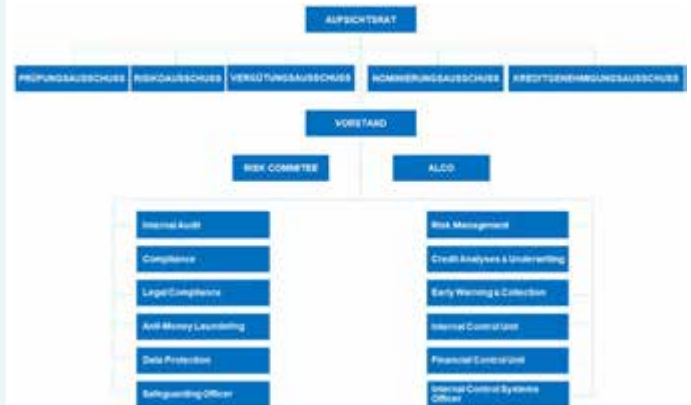 AUFSICHTSRAT
PRÜFUNGSAUSSCHUSS
RISIKOAUSSCHUSS
VERGÜTUNGSAUSSCHUSS
NOMINIERUNGSAUSSCHUSS
KREDITGENEHMIGUNGSAUSSCHUSS
VORSTAND
RISK COMMITEE
ALCO
Internal Audit
Risk Management
Compliance
Credit Analyses & Underwriting
Legal Compliance
Early Warning & Collection
Anti-Money Laundering
Internal Control Unit
Data Protection
Financial Control Unit
Safeguarding Officer
Internal Control Systems
Officer